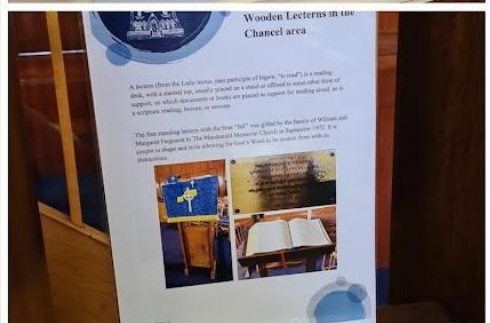 Wooden Lecterns in the
Chancel area
A lectern (from the Latin lectus, past participle of legere, "to read") is a reading
desk, with a slanted top, usually placed on a stand or affixed to some other form of
support, on which documents or books are placed as support for reading aloud, as in
a scripture reading, lecture, or sermon.
The free standing lectern with the blue "fall" was gifted by the family of William and
Margaret Ferguson to The Macdonald Memorial Church in September 1972. It is
simple in shape and style allowing for God's Word to be spoken from with no
distractions.